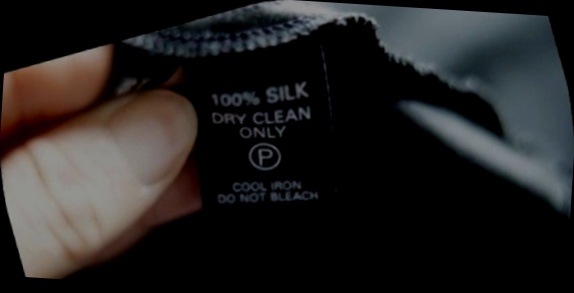 100% SILK
DRY CLEAN
ONLY
P
COOL IRON
DO NOT BLEACH